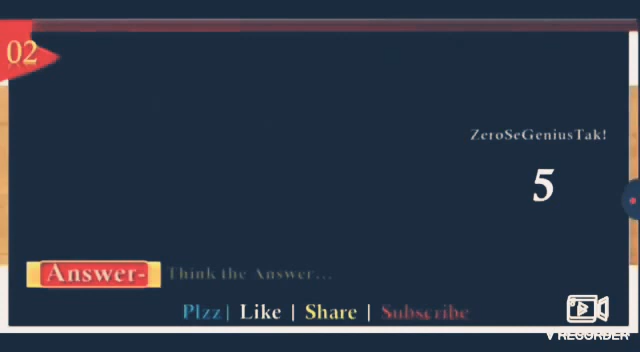 02
ZeroSeGeniusTak!
5
Answer- Think the Answer...
Plzz| Like | Share | Subscribe
V RECORDER